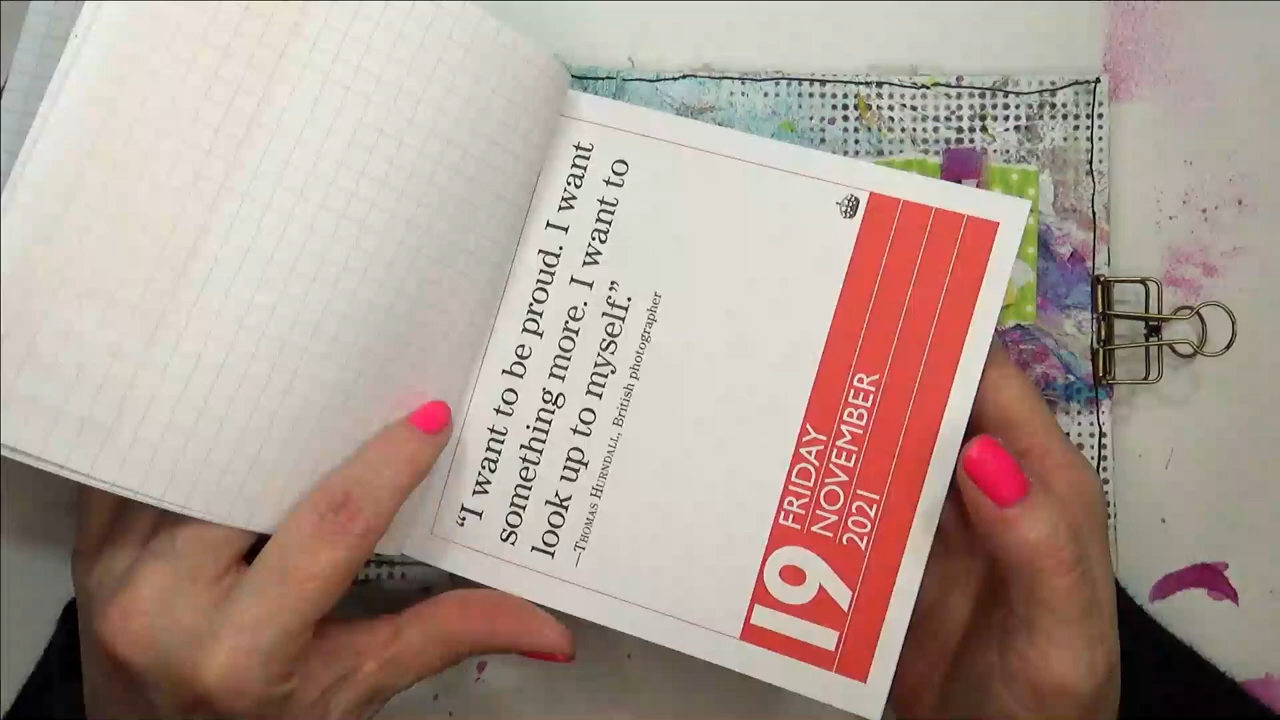 “I want to be proud. I want
something more. I want to
look up to myself.”
—THOMAS HURNDALL, British photographer
19
FRIDAY
NOVEMBER
2021